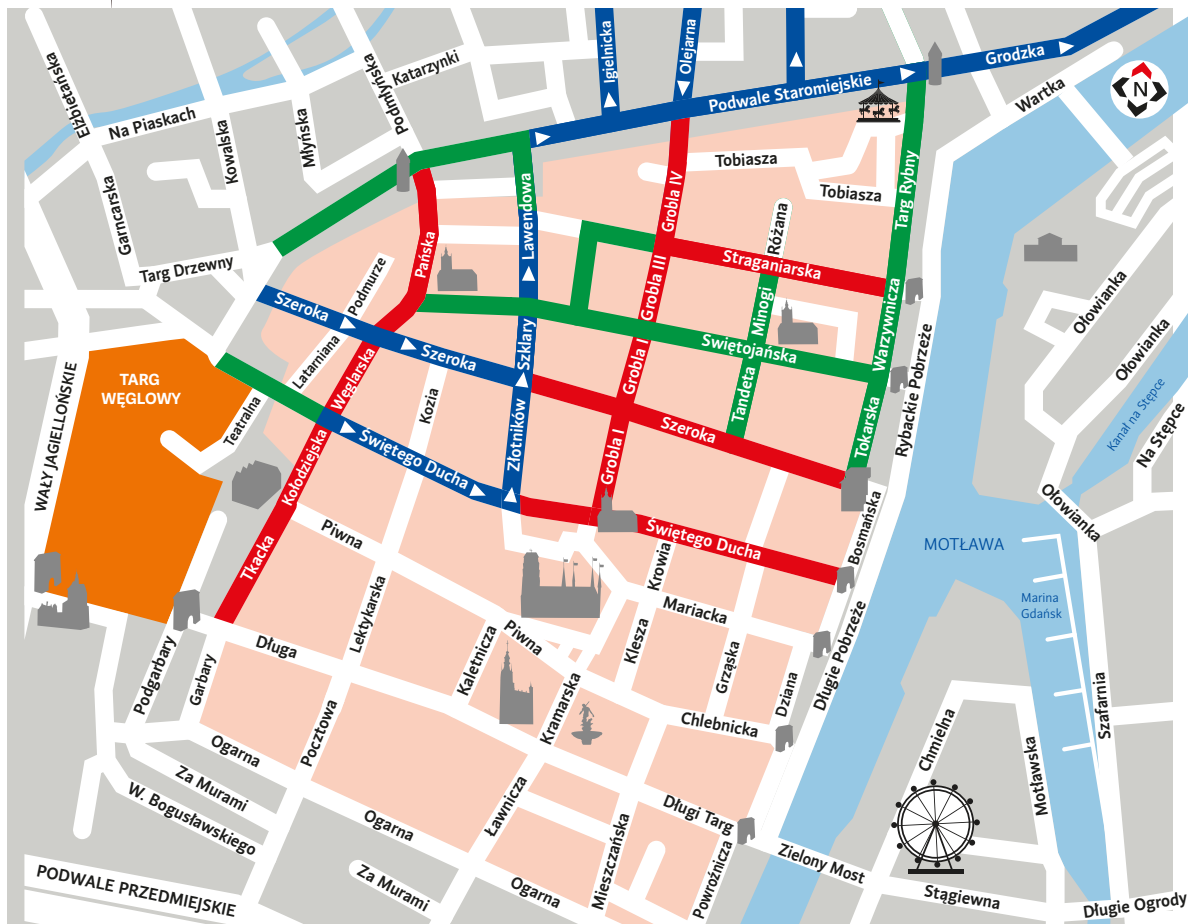 Igielnicka
Olejarna
Grodzka
Elżbietańska
Katarzynki
Podmłyńska
Podwale Staromiejskie
Wartka
N
Na Piaskach
Kowalska
Młyńska
Tobiasza
Tobiasza
Targ Rybny
Garncarska
Lawendowa
Grobla IV
Różana
Targ Drzewny
Pańska
Podmurze
Straganiarska
Grobla III
Minogi
Warzywnicza
Ołowianka
Szeroka
Szeroka
Szklary
Świętojańska
Rybackie Pobrzeże
Ołowianka
TARG
WĘGLOWY
Latarniana
Węglarska
Kozia
Grobla I
Tandeta
WAŁY JAGIELLOŃSKIE
Teatralna
Świętego Ducha
Złotników
Szeroka
Tokarska
Kanał na Stępce
Na Stępce
Kołodziejska
Grobla I
Piwna
Świętego Ducha
Bosmańska
Ołowianka
MOTŁAWA
Tkacka
Krowia
Mariacka
Marina
Gdańsk
Lektykarska
Piwna
Klesza
Długa
Kaletnicza
Grząska
Długie Pobrzeże
Podgarbary
Garbary
Dziana
Szafarnia
Kramarska
Chlebnicka
Pocztowa
Ogarna
Chmielna
Motławska
Za Murami
W. Bogusławskiego
Ławnicza
Długi Targ
Ogarna
Mieszczańska
Zielony Most
Za Murami
Ogarna
Powroźnicza
Stągiewna
PODWALE PRZEDMIEJSKIE
Długie Ogrody